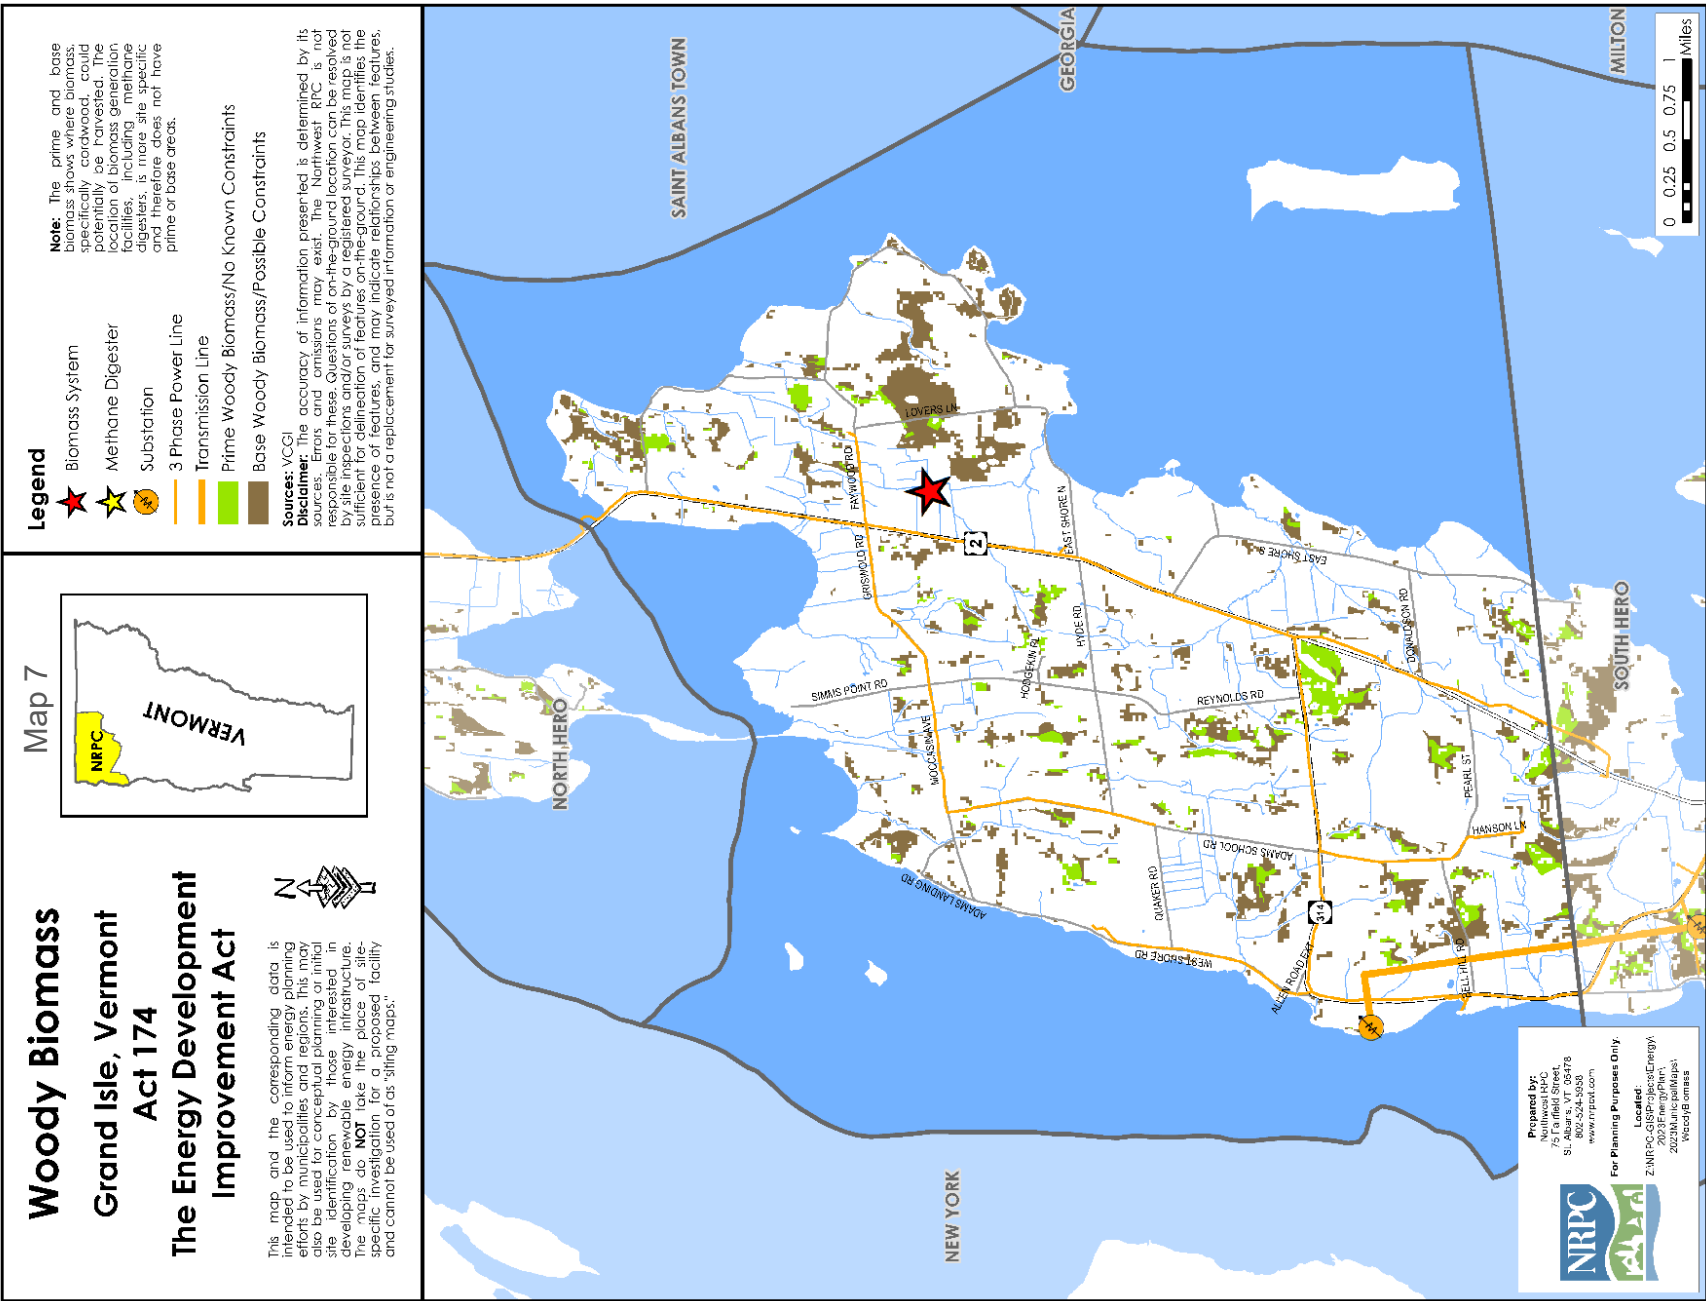 Woody Biomass
Grand Isle, Vermont
Act 174
The Energy Development
Improvement Act
This map and the corresponding data is
intended to be used to inform energy planning
efforts by municipalities and regions. This may
also be used for conceptual planning or initial
site identification by those interested in
developing renewable energy infrastructure.
The maps do NOT take the place of site-
specific investigation for a proposed facility
and cannot be used of as "siting maps."
N
Map 7
NRPC
VERMONT
Legend
Biomass System
Methane Digester
Substation
3 Phase Power Line
Transmission Line
Prime Woody Biomass/No Known Constraints
Base Woody Biomass/Possible Constraints
Note: The prime and base
biomass shows where biomass,
specifically cordwood, could
potentially be harvested. The
location of biomass generation
facilities, including methane
digesters, is more site specific
and therefore does not have
prime or base areas.
Sources: VCGI
Disclaimer: The accuracy of information presented is determined by its
sources. Errors and omissions may exist. The Northwest RPC is not
responsible for these. Questions of on-the-ground location can be resolved
by site inspections and/or surveys by a registered surveyor. This map is not
sufficient for delineation of features on-the-ground. This map identifies the
presence of features, and may indicate relationships between features,
but is not a replacement for surveyed information or engineering studies.
NORTH HERO
SAINT ALBANS TOWN
GEORGIA
MILTON
SOUTH HERO
NEW YORK
SIMMS POINT RD
GRISWOLD RD
FAYWOOD RD
LOVERS LN
MOCCASIN AVE
ADAMS LANDING RD
2
HYDE RD
EAST SHORE N
QUAKER RD
WEST SHORE RD
ADAMS SCHOOL RD
REYNOLDS RD
EAST SHORE S
ALLEN ROAD EXT
314
DONALDSON RD
PEARL ST
HANSON LN
BELL HILL RD
0 0.25 0.5 0.75 1
Miles
NRPC
Prepared by:
Northwest RPC
75 Fairfield Street,
St. Albans, VT 05478
802-524-5958
www.nrpcvt.com
For Planning Purposes Only.
Located:
Z:\NRPC-GIS\Projects\Energy\
2023EnergyPlan\
2023MunicipalMaps\
WoodyBiomass